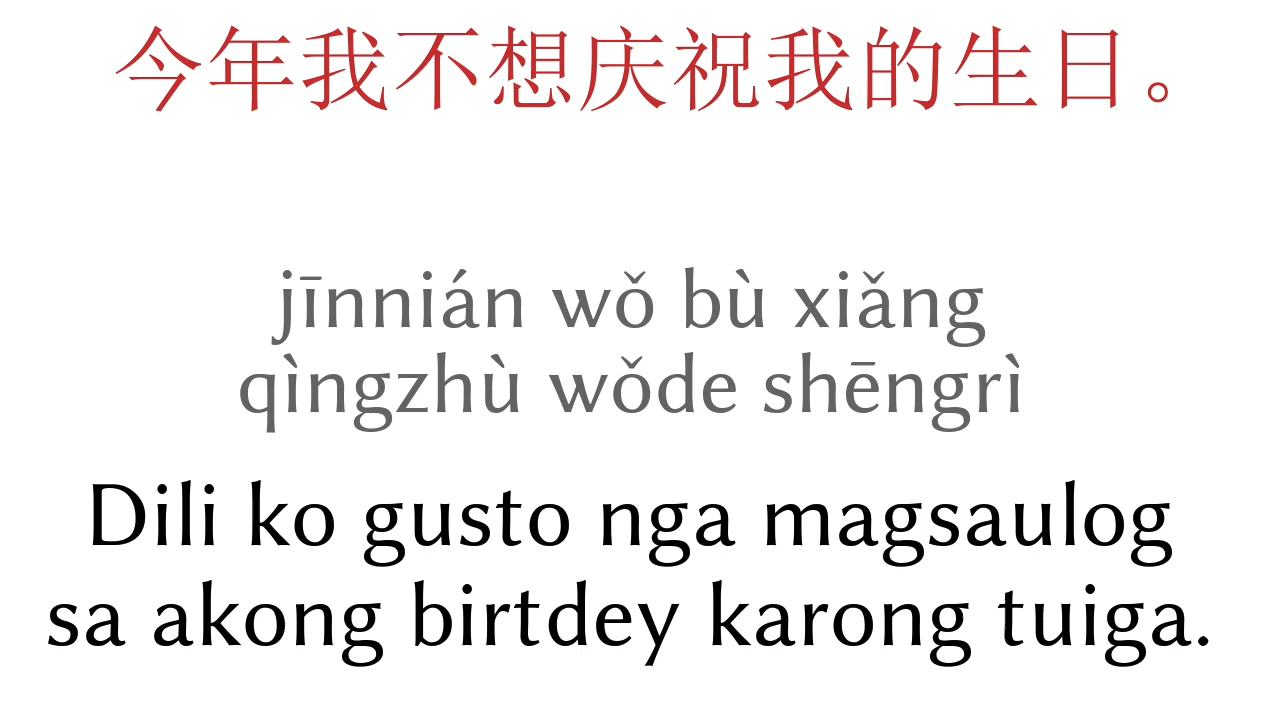 今年我不想庆祝我的生日。
jīnnián wǒ bù xiǎng
qìngzhù wǒde shēngrì
Dili ko gusto nga magsaulog
sa akong birtdey karong tuiga.